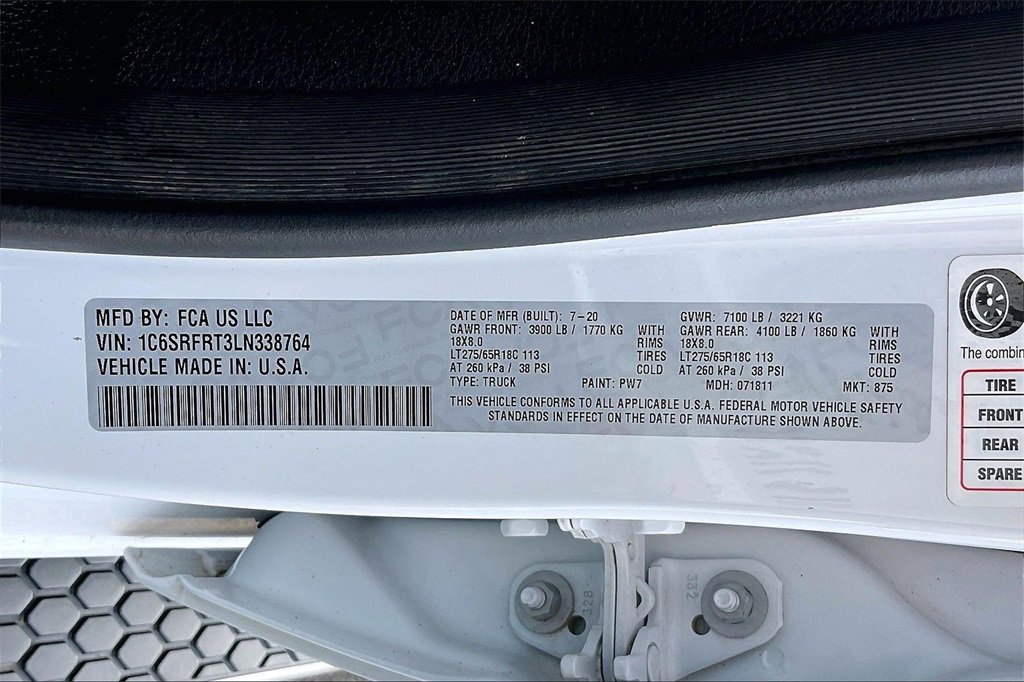 MFD BY: FCA US LLC
VIN: 1C6SRFRT3LN338764
VEHICLE MADE IN: U.S.A.
DATE OF MFR (BUILT): 7-20
GAWR FRONT: 3900 LB / 1770 KG WITH
18X8.0 RIMS
LT275/65R18C 113 TIRES
AT 260 kPa / 38 PSI COLD
TYPE: TRUCK PAINT: PW7
GVWR: 7100 LB / 3221 KG
GAWR REAR: 4100 LB / 1860 KG WITH
18X8.0 RIMS
LT275/65R18C 113 TIRES
AT 260 kPa / 38 PSI COLD
MDH: 071811 MKT: 875
THIS VEHICLE CONFORMS TO ALL APPLICABLE U.S.A. FEDERAL MOTOR VEHICLE SAFETY
STANDARDS IN EFFECT ON THE DATE OF MANUFACTURE SHOWN ABOVE.
The combin
TIRE
FRONT
REAR
SPARE
328
332